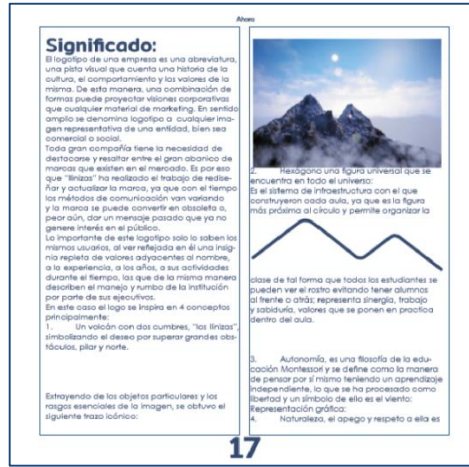 Ahora
Significado:
El logotipo de una empresa es una abreviatura,
una pista visual que cuenta una historia de la
cultura, el comportamiento y los valores de la
misma. De esta manera, una combinación de
formas puede proyectar visiones corporativas
que cualquier material de marketing. En sentido
amplio se denomina logotipo a cualquier ima-
gen representativa de una entidad, bien sea
comercial o social.
Toda gran compañía tiene la necesidad de
destacarse y resaltar entre el gran abanico de
marcas que existen en el mercado. Es por eso
que "Ilinizas" ha realizado el trabajo de redise-
ñar y actualizar la marca, ya que con el tiempo
los métodos de comunicación van variando
y la marca se puede convertir en obsoleta o,
peor aún, dar un mensaje pasado que ya no
genere interés en el público.
Lo importante de este logotipo solo lo saben los
mismos usuarios, al ver reflejada en él una insig-
nia repleta de valores adyacentes al nombre,
a la experiencia, a los años, a sus actividades
durante el tiempo, las que de la misma manera
describen el manejo y rumbo de la institución
por parte de sus ejecutivos.
En este caso el logo se inspira en 4 conceptos
principalmente:
1. Un volcán con dos cumbres, "los Ilinizas",
simbolizando el deseo por superar grandes obs-
táculos, pilar y norte.
Extrayendo de los objetos particulares y los
rasgos esenciales de la imagen, se obtuvo el
siguiente trazo icónico:
2. Hexágono una figura universal que se
encuentra en todo el universo:
Es el sistema de infraestructura con el que
construyeron cada aula, ya que es la figura
más próxima al círculo y permite organizar la
clase de tal forma que todos los estudiantes se
pueden ver el rostro evitando tener alumnos
al frente o atrás; representa sinergia, trabajo
y sabiduría, valores que se ponen en practica
dentro del aula.
3. Autonomía, es una filosofía de la edu-
cación Montessori y se define como la manera
de pensar por sí mismo teniendo un aprendizaje
independiente, lo que se ha procesado como
libertad y un símbolo de ello es el viento:
Representación gráfica:
4. Naturaleza, el apego y respeto a ella es
17